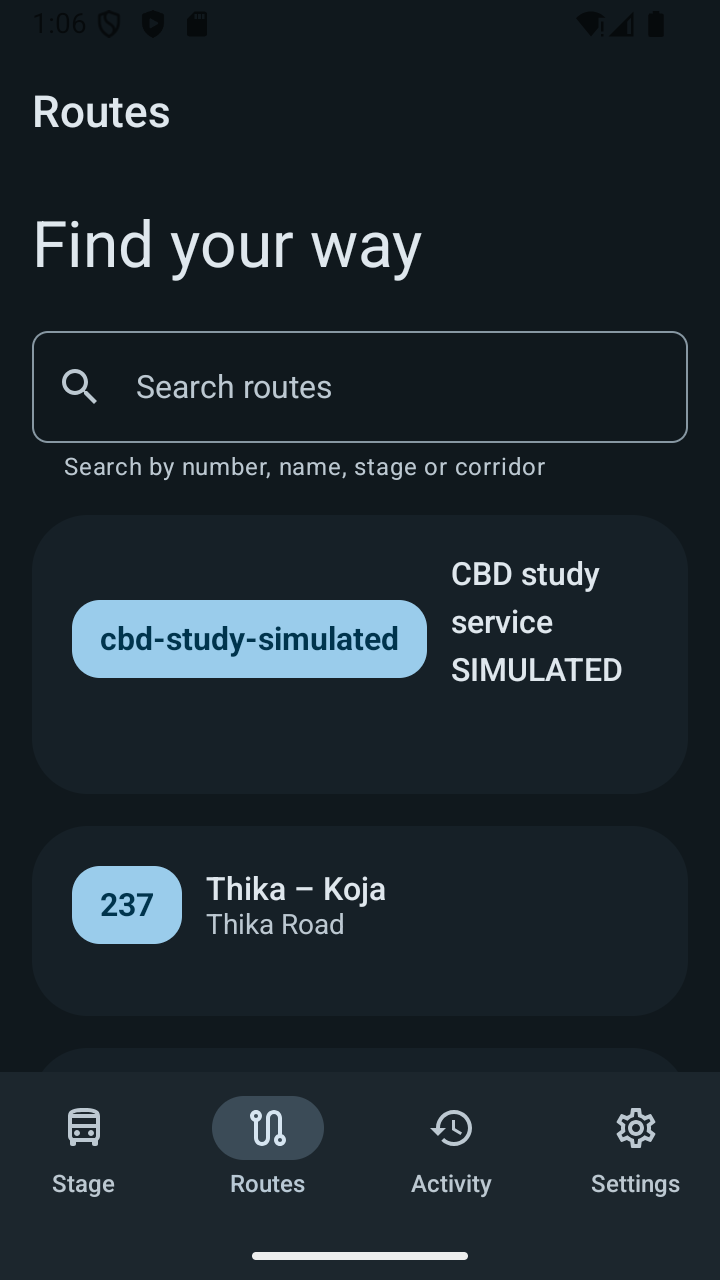 1:06
Routes
Find your way
Search routes
Search by number, name, stage or corridor
cbd-study-simulated
CBD study
service
SIMULATED
237
Thika – Koja
Thika Road
Stage
Routes
Activity
Settings